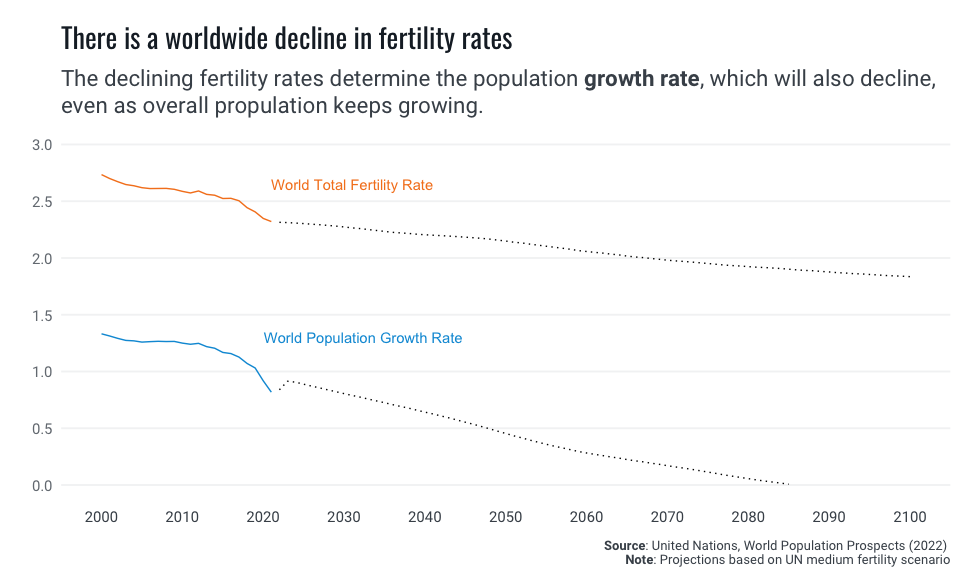 There is a worldwide decline in fertility rates
The declining fertility rates determine the population growth rate, which will also decline,
even as overall propulation keeps growing.
3.0
World Total Fertility Rate
2.5
2.0
1.5
World Population Growth Rate
1.0
0.5
0.0
2000 2010 2020 2030 2040 2050 2060 2070 2080 2090 2100
Source: United Nations, World Population Prospects (2022)
Note: Projections based on UN medium fertility scenario